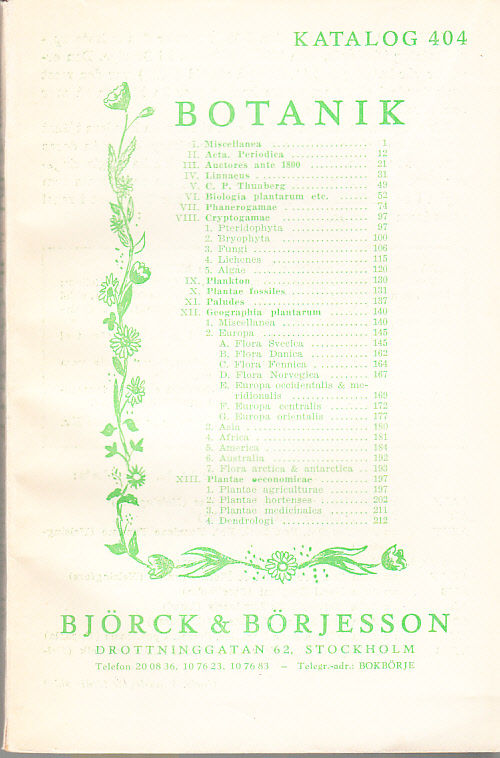 KATALOG 404
BOTANIK
I. Miscellanea ................... 1
II. Acta. Periodica ............... 12
III. Auctores ante 1800 ........... 21
IV. Linnaeus ..................... 31
V. C. P. Thunberg ............... 49
VI. Biologia plantarum etc. ...... 52
VII. Phanerogamae ................. 74
VIII. Cryptogamae .................. 97
1. Pteridophyta ............... 97
2. Bryophyta .................. 100
3. Fungi ...................... 106
4. Lichenes ................... 115
5. Algae ...................... 120
IX. Plankton ..................... 130
X. Plantae fossiles ............. 131
XI. Paludes ...................... 137
XII. Geographia plantarum ......... 140
1. Miscellanea ................ 140
2. Europa ..................... 145
A. Flora Svecica ........... 145
B. Flora Danica ............ 162
C. Flora Fennica ........... 164
D. Flora Norvegica ......... 167
E. Europa occidentalis & me-
ridionalis ................. 169
F. Europa centralis ........ 172
G. Europa orientalis ....... 177
3. Asia ....................... 180
4. Africa ..................... 181
5. America .................... 184
6. Australia .................. 192
7. Flora arctica & antarctica . 193
XIII. Plantae oeconomicae .......... 197
1. Plantae agriculturae ....... 197
2. Plantae hortenses .......... 202
3. Plantae medicinales ........ 211
4. Dendrologi ................. 212
BJÖRCK & BÖRJESSON
DROTTNINGGATAN 62, STOCKHOLM
Telefon 20 08 36, 10 76 23, 10 76 83 — Telegr.-adr.: BOKBÖRJE